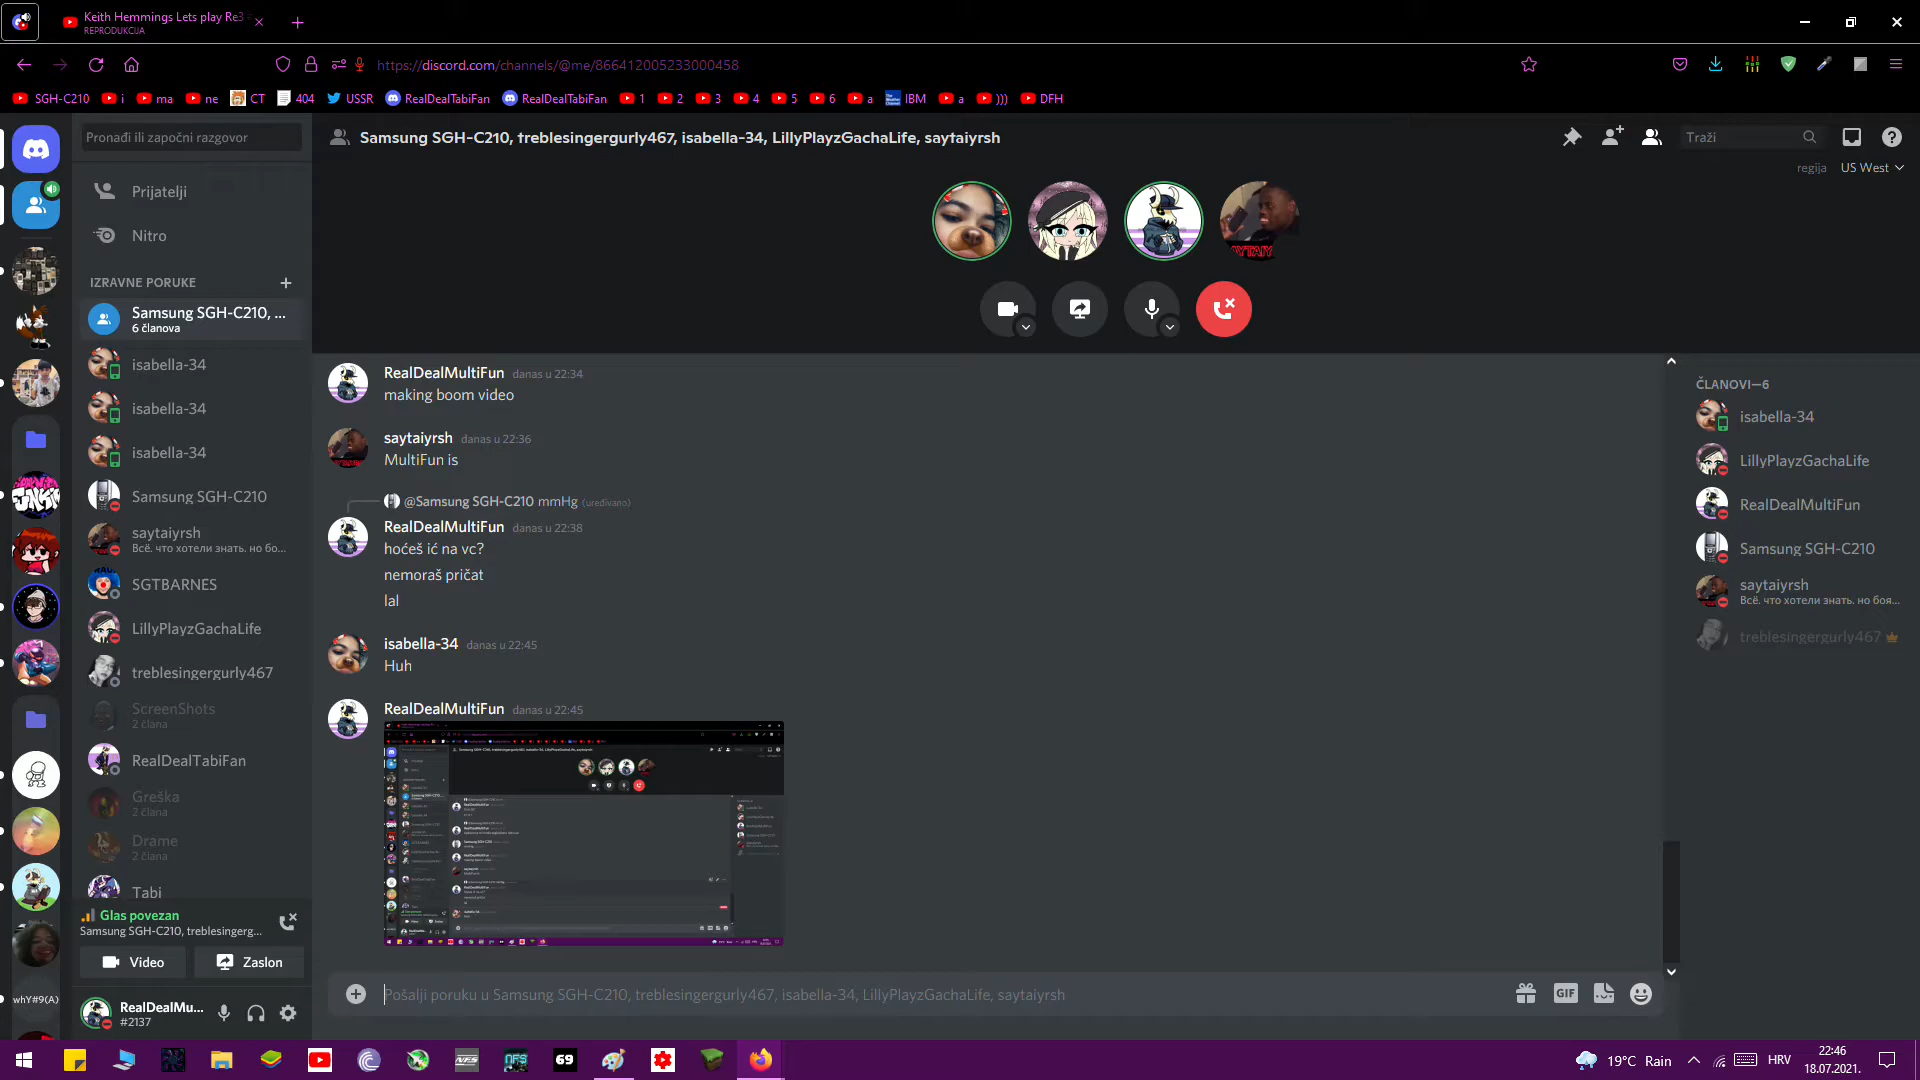 Keith Hemmings Lets play Re3
REPRODUKCIJA
https://discord.com/channels/@me/866412005233000458
SGH-C210 i ma ne CT 404 USSR RealDealTabiFan RealDealTabiFan 1 2 3 4 5 6 a IBM a ))) DFH
Pronađi ili započni razgovor
Prijatelji
Nitro
IZRAVNE PORUKE
Samsung SGH-C210, ...
6 članova
isabella-34
isabella-34
isabella-34
Samsung SGH-C210
saytaiyrsh
Всё. что хотели знать. но бо...
SGTBARNES
LillyPlayzGachaLife
treblesingergurly467
ScreenShots
2 člana
RealDealTabiFan
Greška
2 člana
Drame
2 člana
Tabi
Glas povezan
Samsung SGH-C210, treblesingerg...
Video
Zaslon
RealDealMu...
#2137
whY#9(A)
Samsung SGH-C210, treblesingergurly467, isabella-34, LillyPlayzGachaLife, saytaiyrsh
Traži
regija US West
RealDealMultiFun danas u 22:34
making boom video
saytaiyrsh danas u 22:36
MultiFun is
@Samsung SGH-C210 mmHg (uređivano)
RealDealMultiFun danas u 22:38
hoćeš ić na vc?
nemoraš pričat
lal
isabella-34 danas u 22:45
Huh
RealDealMultiFun danas u 22:45
Pošalji poruku u Samsung SGH-C210, treblesingergurly467, isabella-34, LillyPlayzGachaLife, saytaiyrsh
GIF
ČLANOVI—6
isabella-34
LillyPlayzGachaLife
RealDealMultiFun
Samsung SGH-C210
saytaiyrsh
Всё. что хотели знать. но боя...
treblesingergurly467
NFS
NFS
69
19°C Rain
HRV
22:46
18.07.2021.